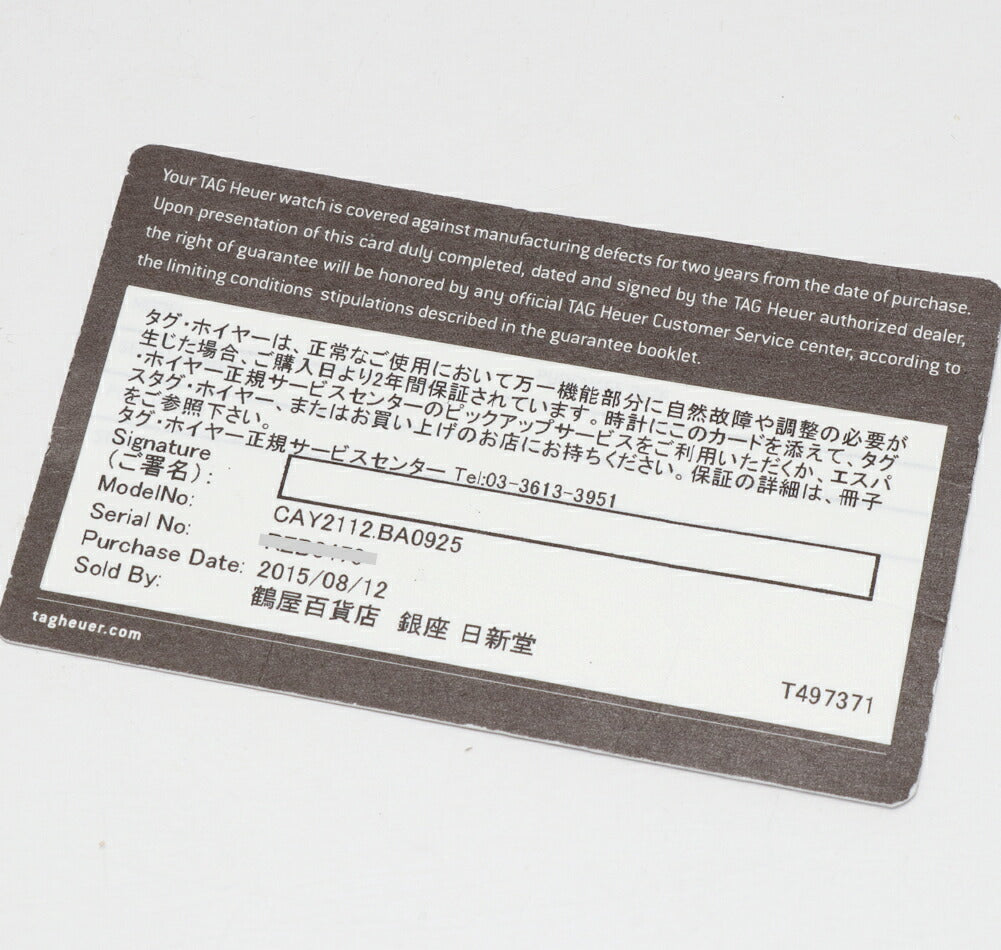 Your TAG Heuer watch is covered against manufacturing defects for two years from the date of purchase.
Upon presentation of this card duly completed, dated and signed by the TAG Heuer authorized dealer,
the right of guarantee will be honored by any official TAG Heuer Customer Service center, according to
the limiting conditions stipulations described in the guarantee booklet.
タグ・ホイヤーは、正常なご使用において万一機能部分に自然故障や調整の必要が
生じた場合、ご購入日より2年間保証されています。時計にこのカードを添えて、タグ
・ホイヤー正規サービスセンターのピックアップサービスをご利用いただくか、エスパ
スタグ・ホイヤー、またはお買い上げのお店にお持ちください。保証の詳細は、冊子
をご参照下さい。
タグ・ホイヤー正規サービスセンター Tel:03-3613-3951
Signature
(ご署名):
ModelNo: CAY2112.BA0925
Serial No:
Purchase Date: 2015/08/12
Sold By: 鶴屋百貨店 銀座 日新堂
T497371
tagheuer.com